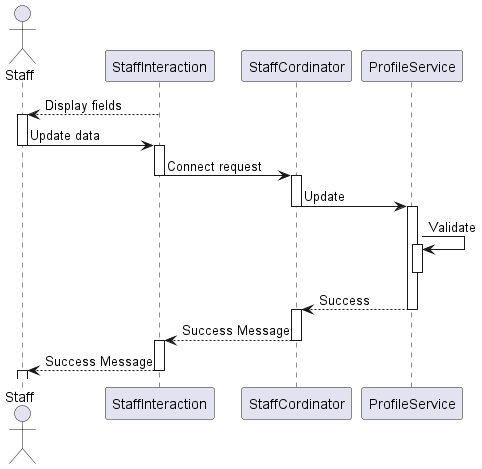 Staff
StaffInteraction
StaffCordinator
ProfileService
Display fields
Update data
Connect request
Update
Validate
Success
Success Message
Success Message
Staff
StaffInteraction
StaffCordinator
ProfileService